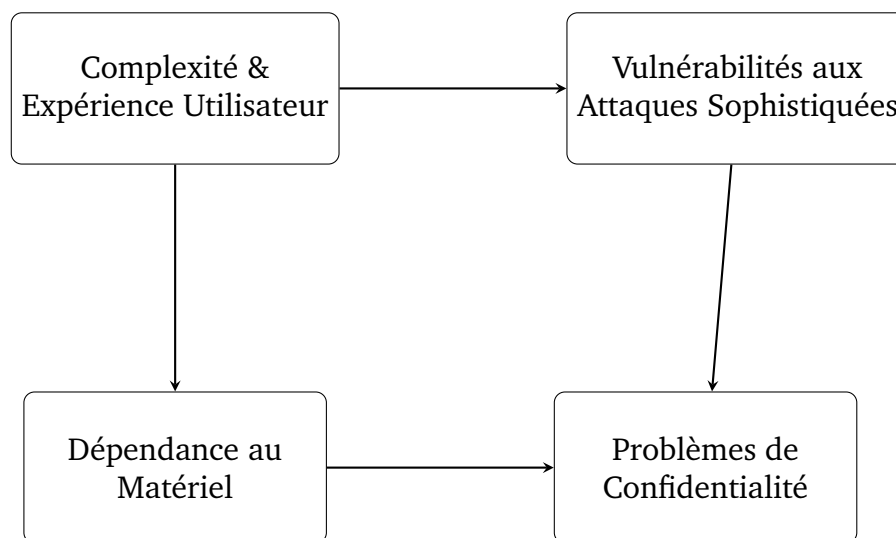 Complexité &
Expérience Utilisateur
Vulnérabilités aux
Attaques Sophistiquées
Dépendance au
Matériel
Problèmes de
Confidentialité